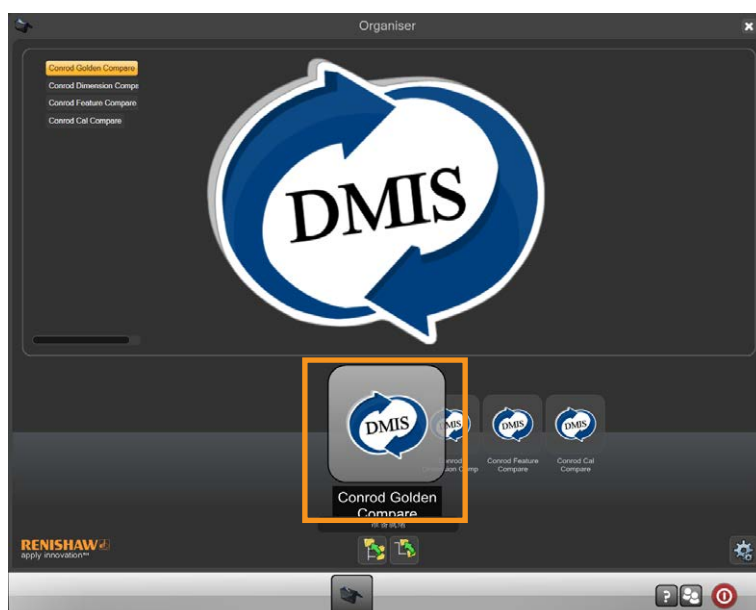 Organiser
Conrod Golden Compare
Conrod Dimension Compa
Conrod Feature Compare
Conrod Cal Compare
DMIS
DMIS
DMIS
DMIS
DMIS
Conrod Golden
Compare
Conrod Feature
Compare
Conrod Cal
Compare
RENISHAW
apply innovation™
?